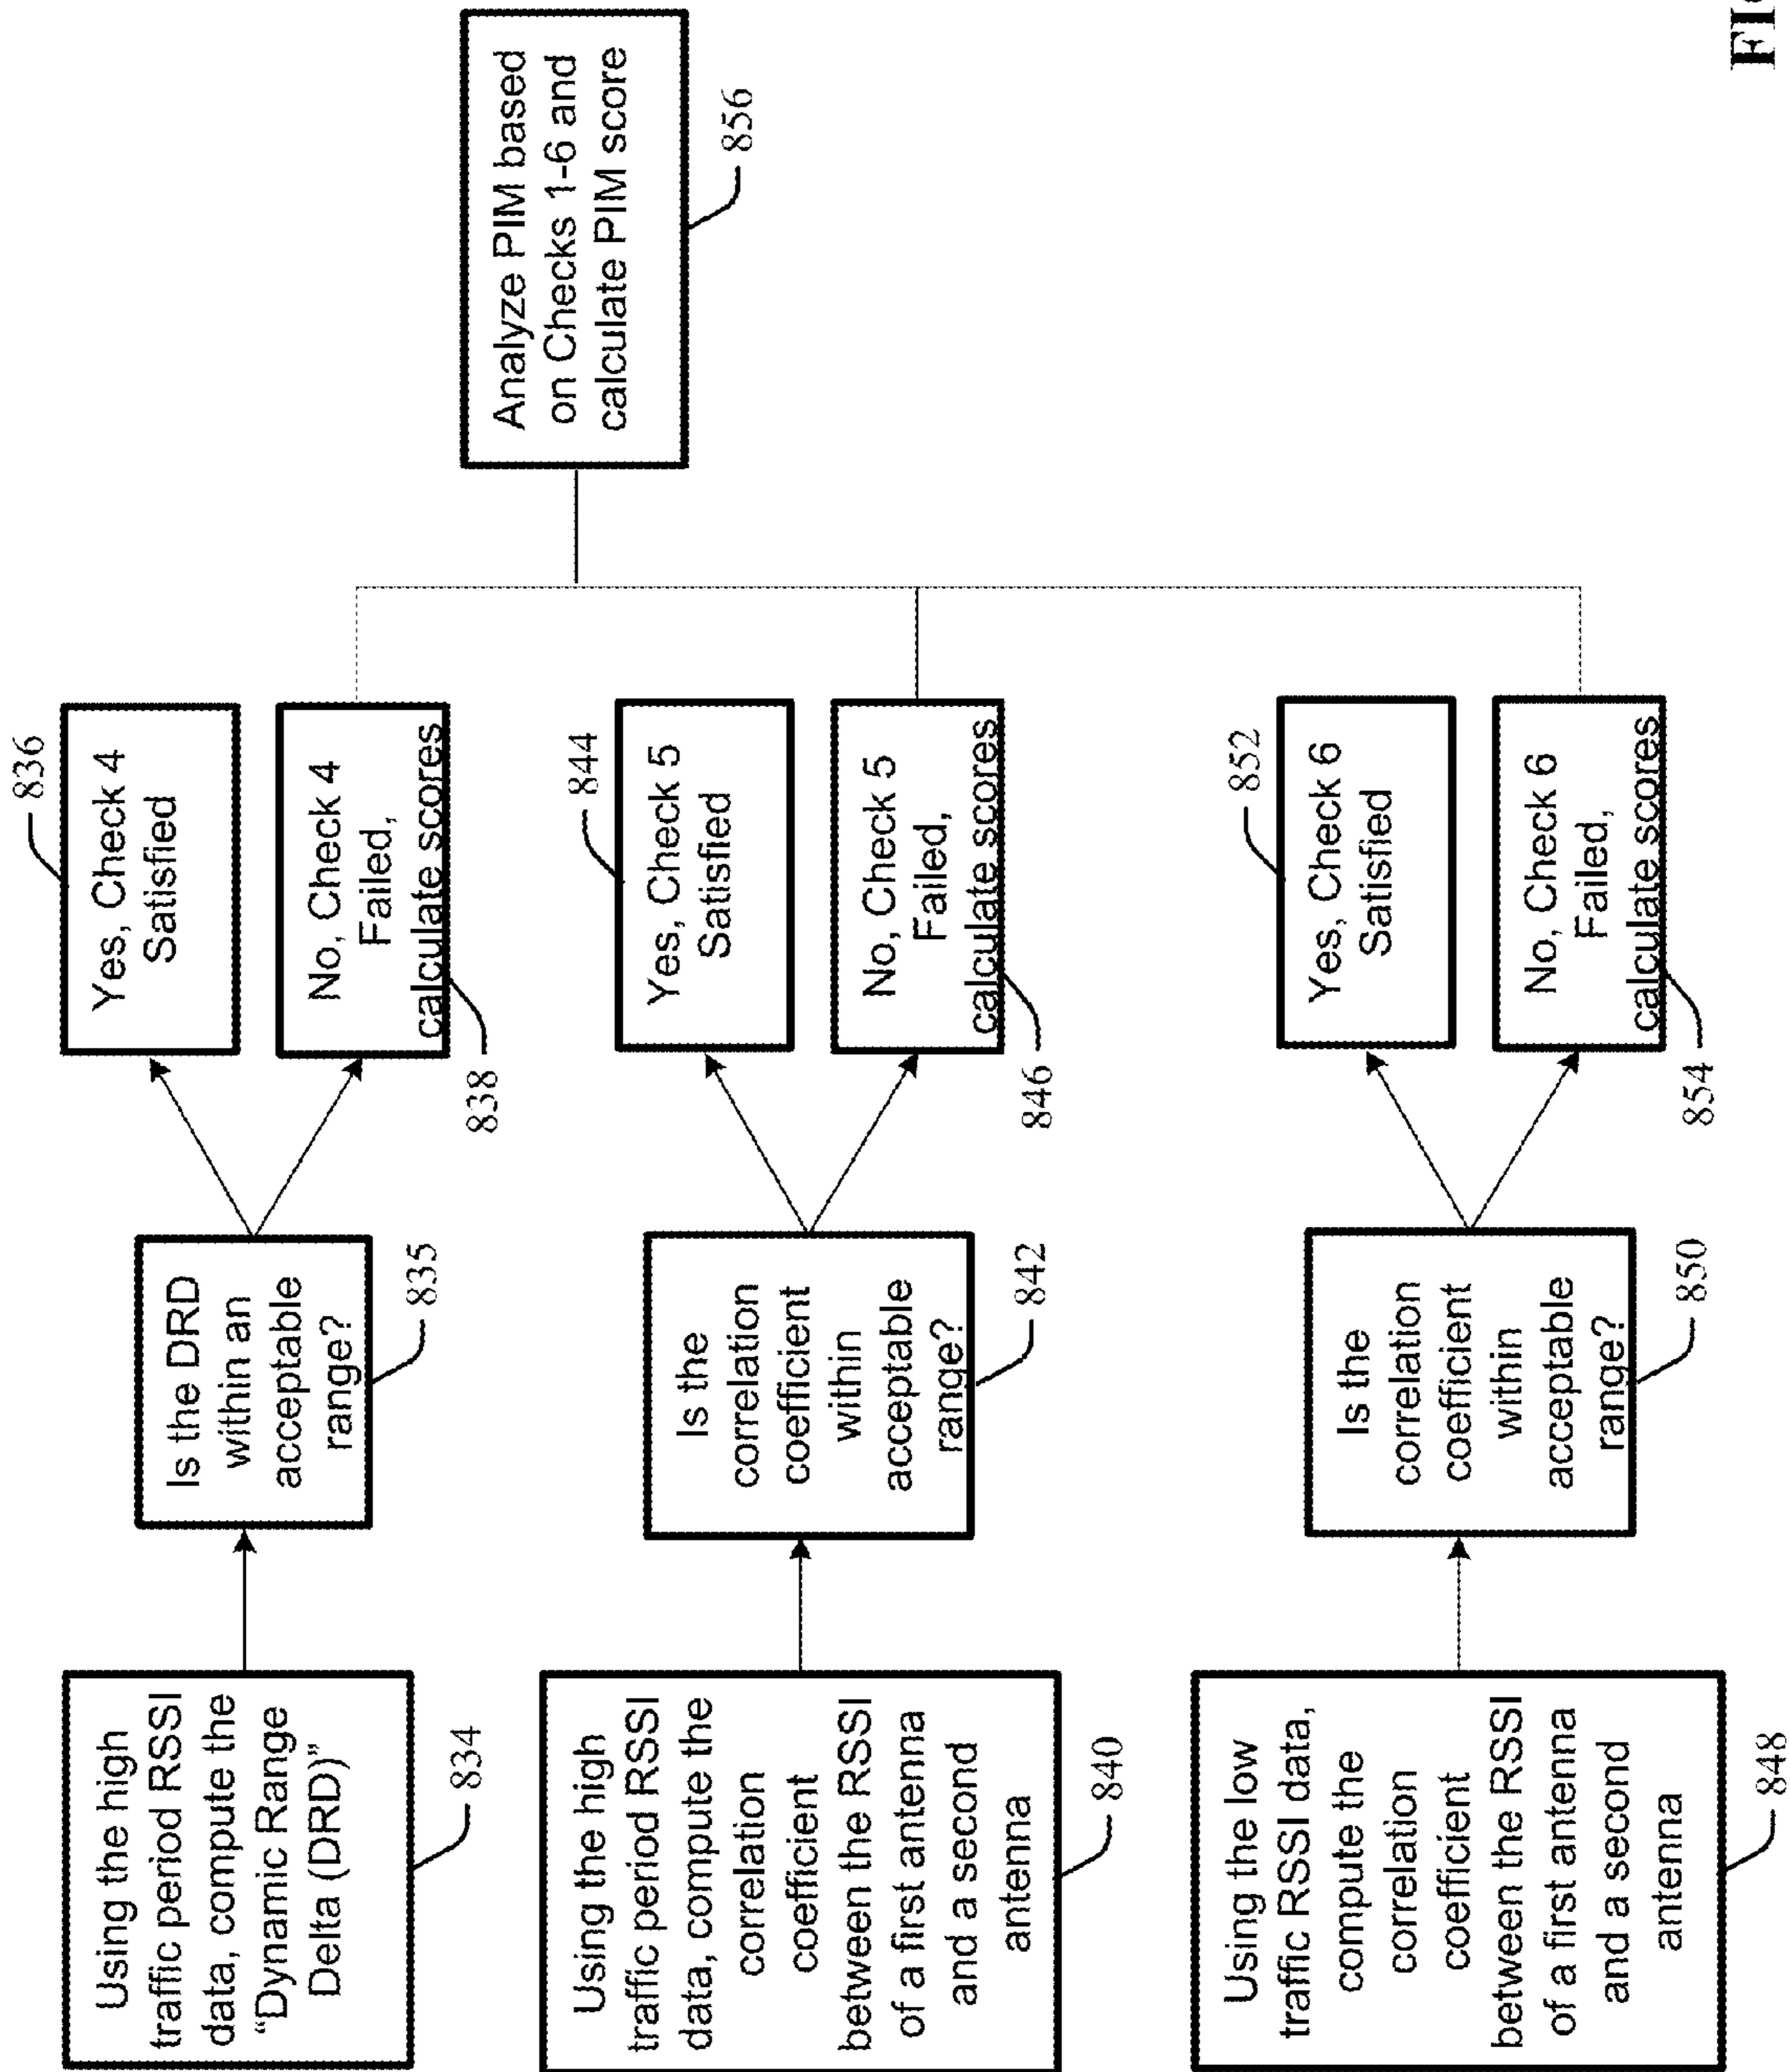 Using the high
traffic period RSSI
data, compute the
“Dynamic Range
Delta (DRD)”
834
Is the DRD
within an
acceptable
range?
835
Yes, Check 4
Satisfied
836
No, Check 4
Failed,
calculate scores
838
Using the high
traffic period RSSI
data, compute the
correlation
coefficient
between the RSSI
of a first antenna
and a second
antenna
840
Is the
correlation
coefficient
within
acceptable
range?
842
Yes, Check 5
Satisfied
844
No, Check 5
Failed,
calculate scores
846
Using the low
traffic RSSI data,
compute the
correlation
coefficient
between the RSSI
of a first antenna
and a second
antenna
848
Is the
correlation
coefficient
within
acceptable
range?
850
Yes, Check 6
Satisfied
852
No, Check 6
Failed,
calculate scores
854
Analyze PIM based
on Checks 1-6 and
calculate PIM score
856